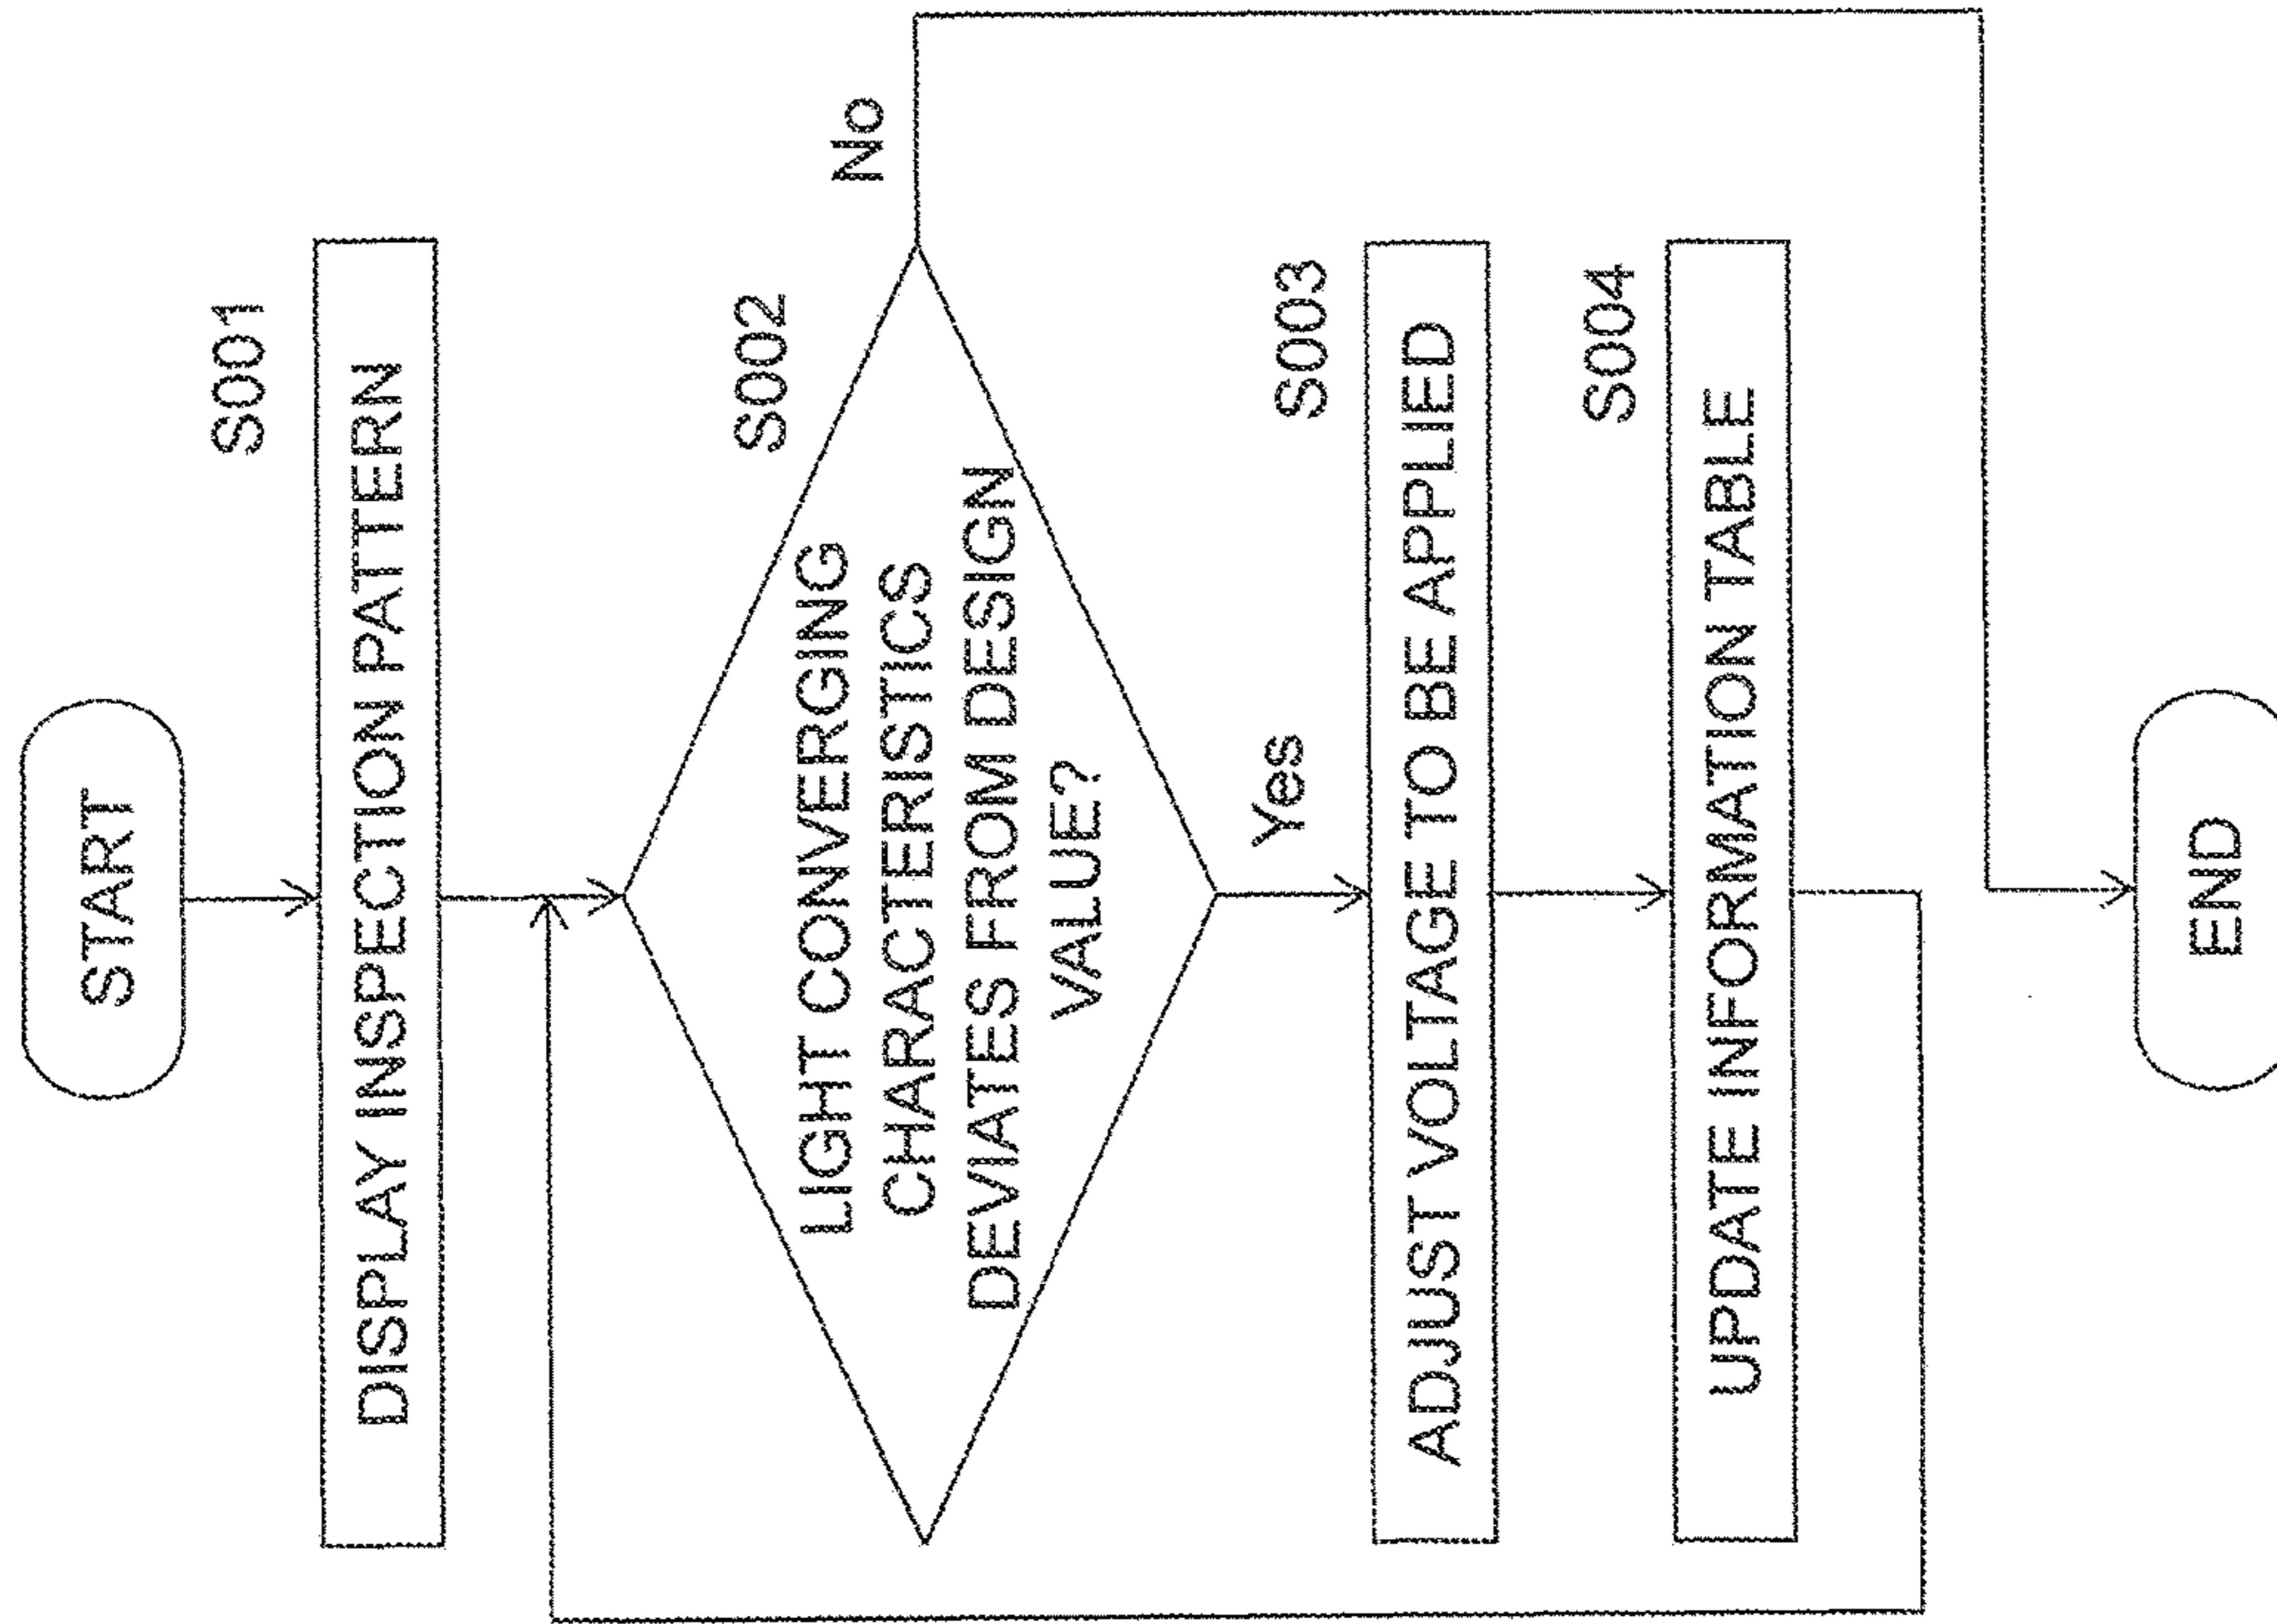 START
S001
DISPLAY INSPECTION PATTERN
S002
LIGHT CONVERGING
CHARACTERISTICS
DEVIATES FROM DESIGN
VALUE?
No
Yes
S003
ADJUST VOLTAGE TO BE APPLIED
S004
UPDATE INFORMATION TABLE
END